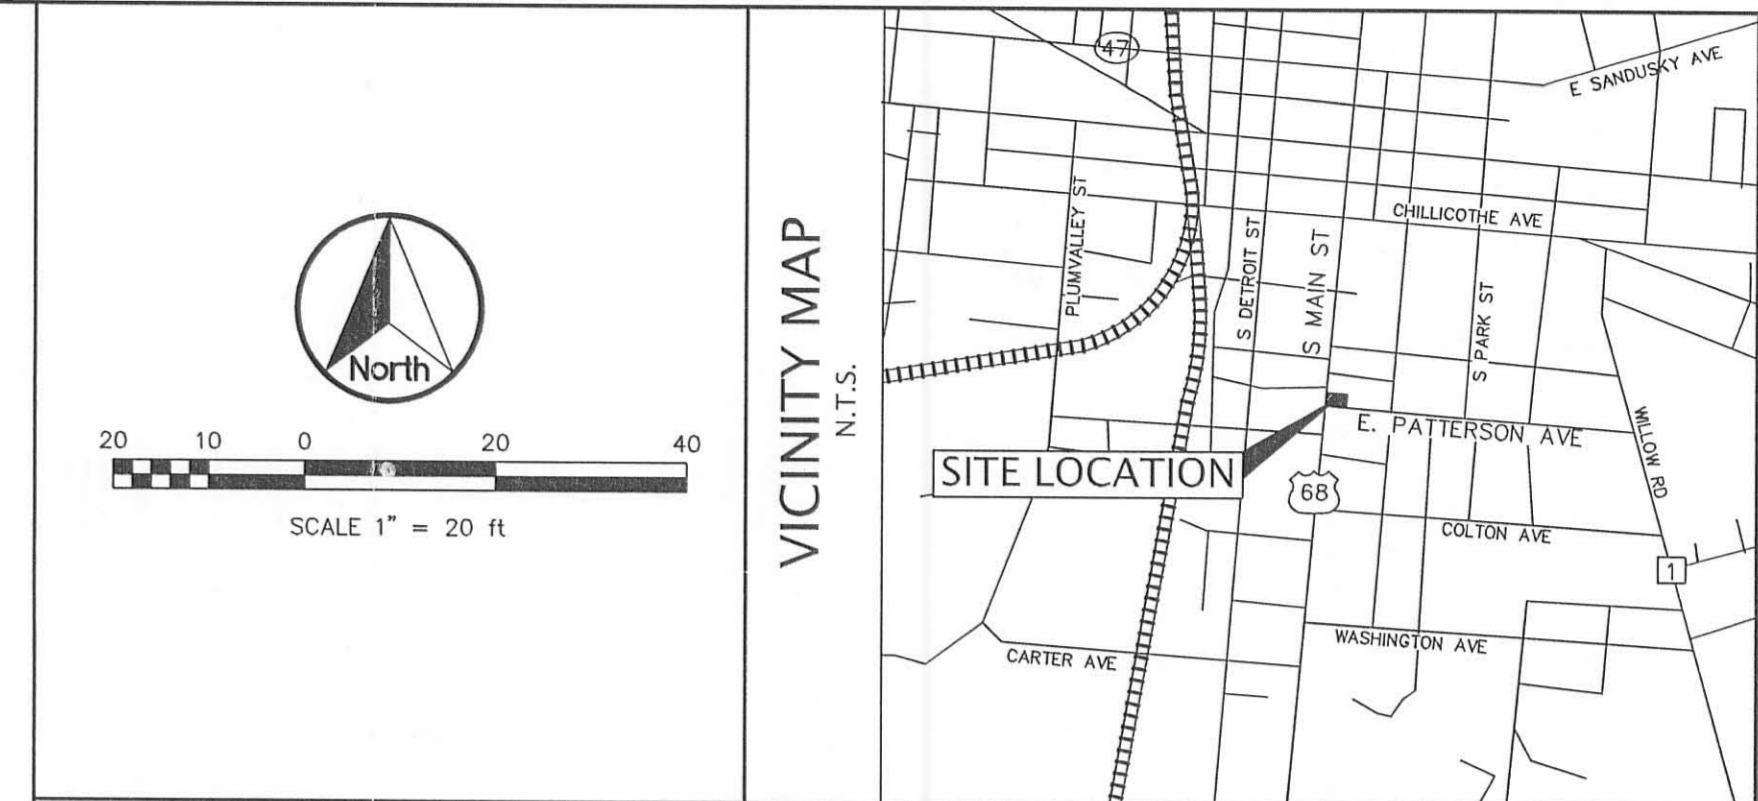 North
20 10 0 20 40
SCALE 1" = 20 ft
VICINITY MAP
N.T.S.
47
E SANDUSKY AVE
PLUMVALLEY ST
S DETROIT ST
S MAIN ST
CHILLICOTHE AVE
S PARK ST
WILLOW RD
E. PATTERSON AVE
SITE LOCATION
68
COLTON AVE
1
CARTER AVE
WASHINGTON AVE